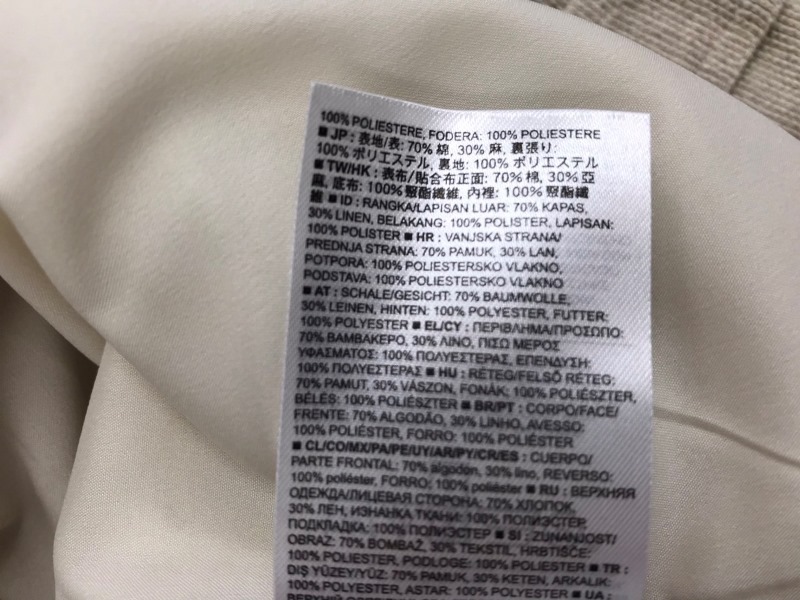 100% POLIESTERE, FODERA: 100% POLIESTERE
■ JP : 表地/表: 70% 棉, 30% 麻, 裏張り:
100% ポリエステル, 裏地: 100% ポリエステル
■ TW/HK : 表布/貼合布正面: 70% 棉, 30% 亞
麻, 底布: 100% 聚酯纖維, 內裡: 100% 聚酯纖
維 ■ ID : RANGKA/LAPISAN LUAR: 70% KAPAS,
30% LINEN, BELAKANG: 100% POLISTER, LAPISAN:
100% POLISTER ■ HR : VANJSKA STRANA/
PREDNJA STRANA: 70% PAMUK, 30% LAN,
POTPORA: 100% POLIESTERSKO VLAKNO,
PODSTAVA: 100% POLIESTERSKO VLAKNO
■ AT : SCHALE/GESICHT: 70% BAUMWOLLE,
30% LEINEN, HINTEN: 100% POLYESTER, FUTTER:
100% POLYESTER ■ EL/CY : ΠΕΡΙΒΛΗΜΑ/ΠΡΟΣΩΠΟ:
70% ΒΑΜΒΑΚΕΡΟ, 30% ΛΙΝΟ, ΠΙΣΩ ΜΕΡΟΣ
ΥΦΑΣΜΑΤΟΣ: 100% ΠΟΛΥΕΣΤΕΡΑΣ, ΕΠΕΝΔΥΣΗ:
100% ΠΟΛΥΕΣΤΕΡΑΣ ■ HU : RÉTEG/FELSŐ RÉTEG:
70% PAMUT, 30% VÁSZON, FONÁK: 100% POLIÉSZTER,
BÉLÉS: 100% POLIÉSZTER ■ BR/PT : CORPO/FACE/
FRENTE: 70% ALGODÃO, 30% LINHO, AVESSO:
100% POLIÉSTER, FORRO: 100% POLIÉSTER
■ CL/CO/MX/PA/PE/UY/AR/PY/CR/ES : CUERPO/
PARTE FRONTAL: 70% algodón, 30% lino, REVERSO:
100% poliéster, FORRO: 100% poliéster ■ RU : ВЕРХНЯЯ
ОДЕЖДА/ЛИЦЕВАЯ СТОРОНА: 70% ХЛОПОК,
30% ЛЕН, ИЗНАНКА ТКАНИ: 100% ПОЛИЭСТЕР,
ПОДКЛАДКА: 100% ПОЛИЭСТЕР ■ SI : ZUNANJOST/
OBRAZ: 70% BOMBAŽ, 30% TEKSTIL, HRBTIŠČE:
100% POLIESTER, PODLOGE: 100% POLIESTER ■ TR :
DIŞ YÜZEY/YÜZ: 70% PAMUK, 30% KETEN, ARKALIK:
100% POLYESTER, ASTAR: 100% POLYESTER ■ UA :